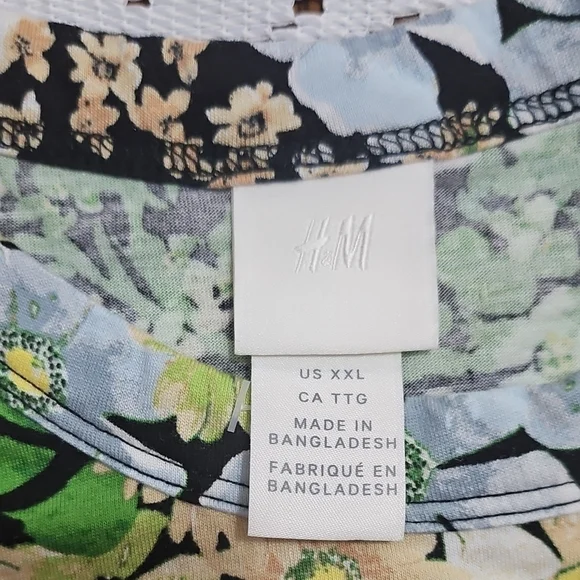 H&M
US XXL
CA TTG
MADE IN
BANGLADESH
FABRIQUÉ EN
BANGLADESH